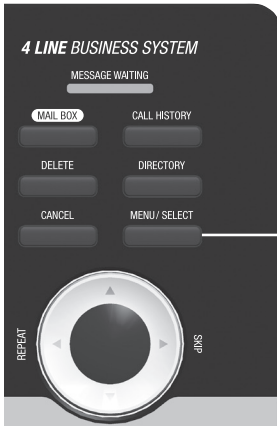 4 LINE BUSINESS SYSTEM
MESSAGE WAITING
MAIL BOX CALL HISTORY
DELETE DIRECTORY
CANCEL MENU / SELECT
REPEAT SKIP